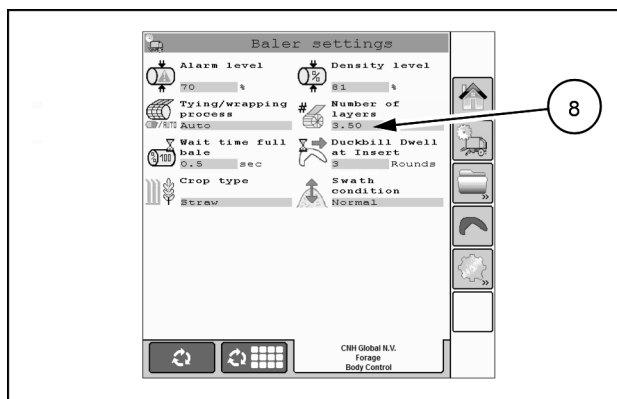 Baler settings
Alarm level
70 %
Density level
81 %
Tying/wrapping
process
/AUTO
Auto
#
Number of
layers
3.50
8
Wait time full
bale
% 100
0.5 sec
Duckbill Dwell
at Insert
3 Rounds
Crop type
Straw
Swath
condition
Normal
CNH Global N.V.
Forage
Body Control